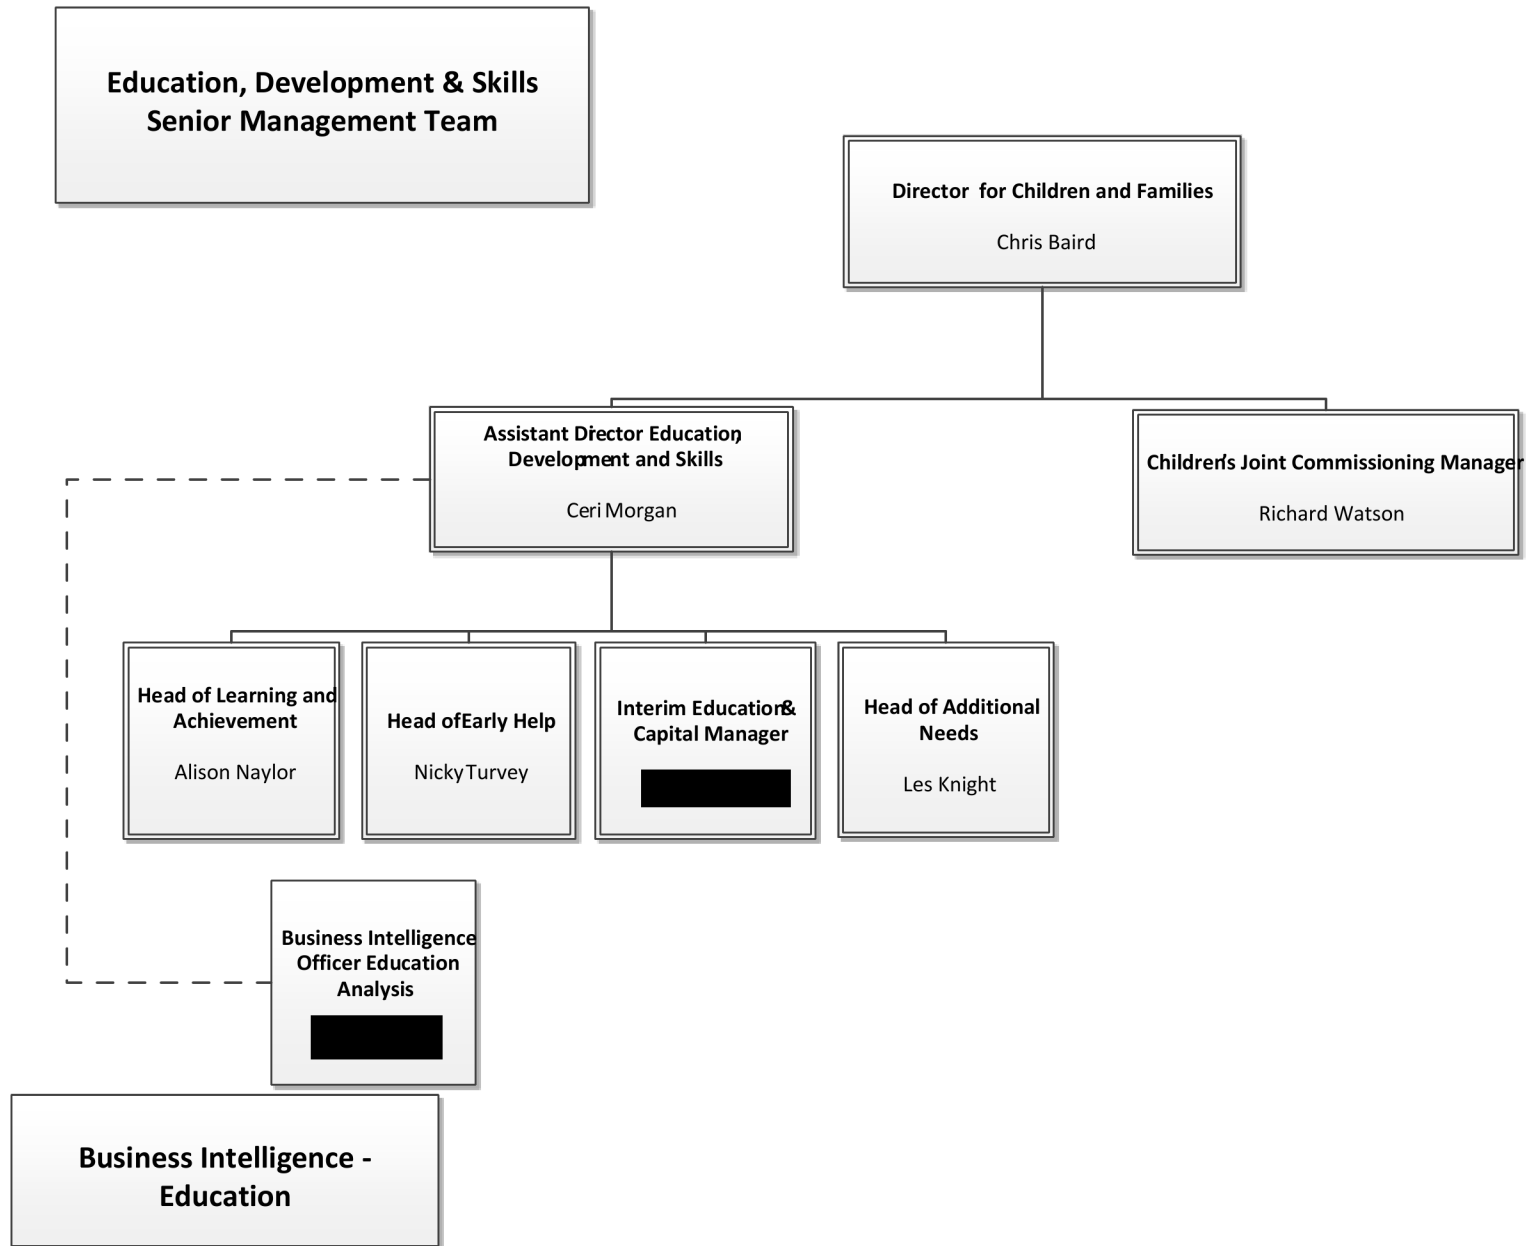 Education, Development & Skills
Senior Management Team
Director for Children and Families
Chris Baird
Assistant Director Education,
Development and Skills
Ceri Morgan
Children's Joint Commissioning Manager
Richard Watson
Head of Learning and
Achievement
Alison Naylor
Head of Early Help
Nicky Turvey
Interim Education &
Capital Manager
Head of Additional
Needs
Les Knight
Business Intelligence
Officer Education
Analysis
Business Intelligence -
Education